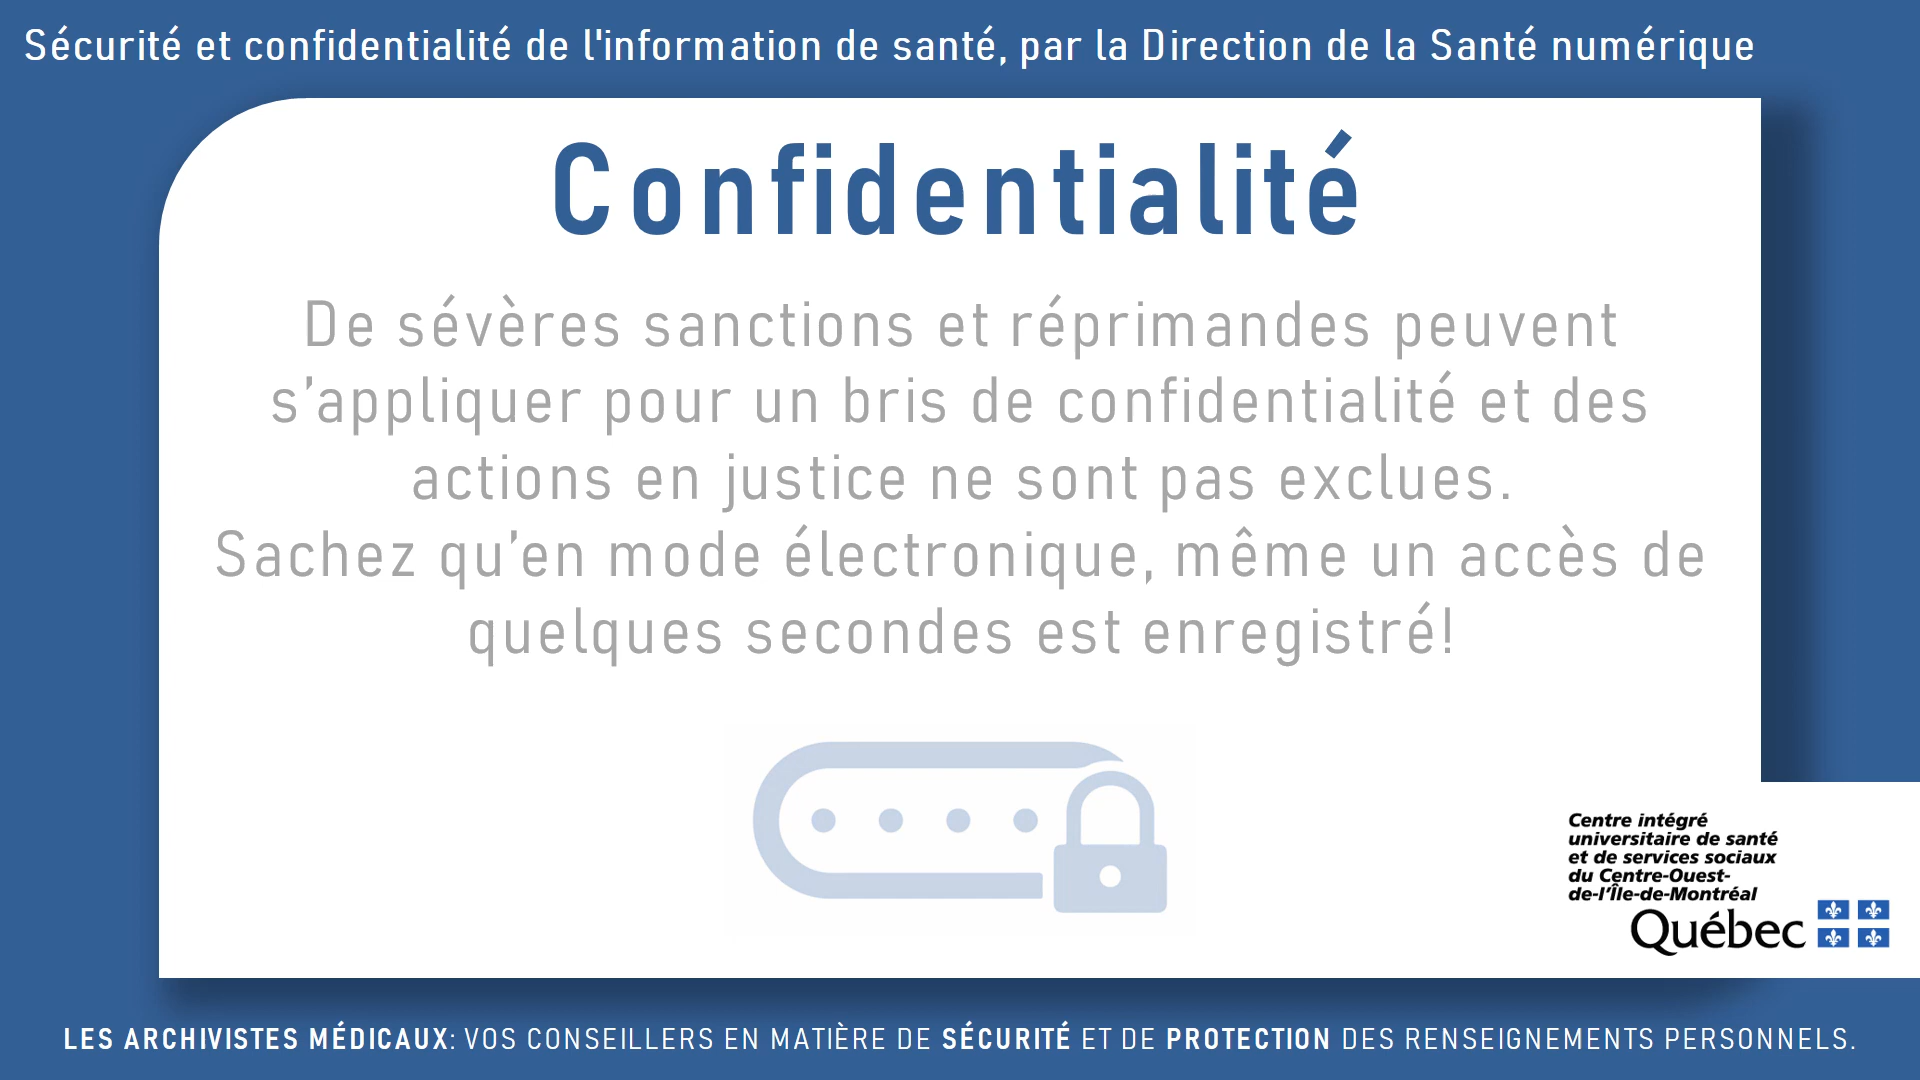 Sécurité et confidentialité de l'information de santé, par la Direction de la Santé numérique
Confidentialité
De sévères sanctions et réprimandes peuvent
s’appliquer pour un bris de confidentialité et des
actions en justice ne sont pas exclues.
Sachez qu’en mode électronique, même un accès de
quelques secondes est enregistré!
Centre intégré
universitaire de santé
et de services sociaux
du Centre-Ouest-
de-l’Île-de-Montréal
Québec
LES ARCHIVISTES MÉDICAUX: VOS CONSEILLERS EN MATIÈRE DE SÉCURITÉ ET DE PROTECTION DES RENSEIGNEMENTS PERSONNELS.